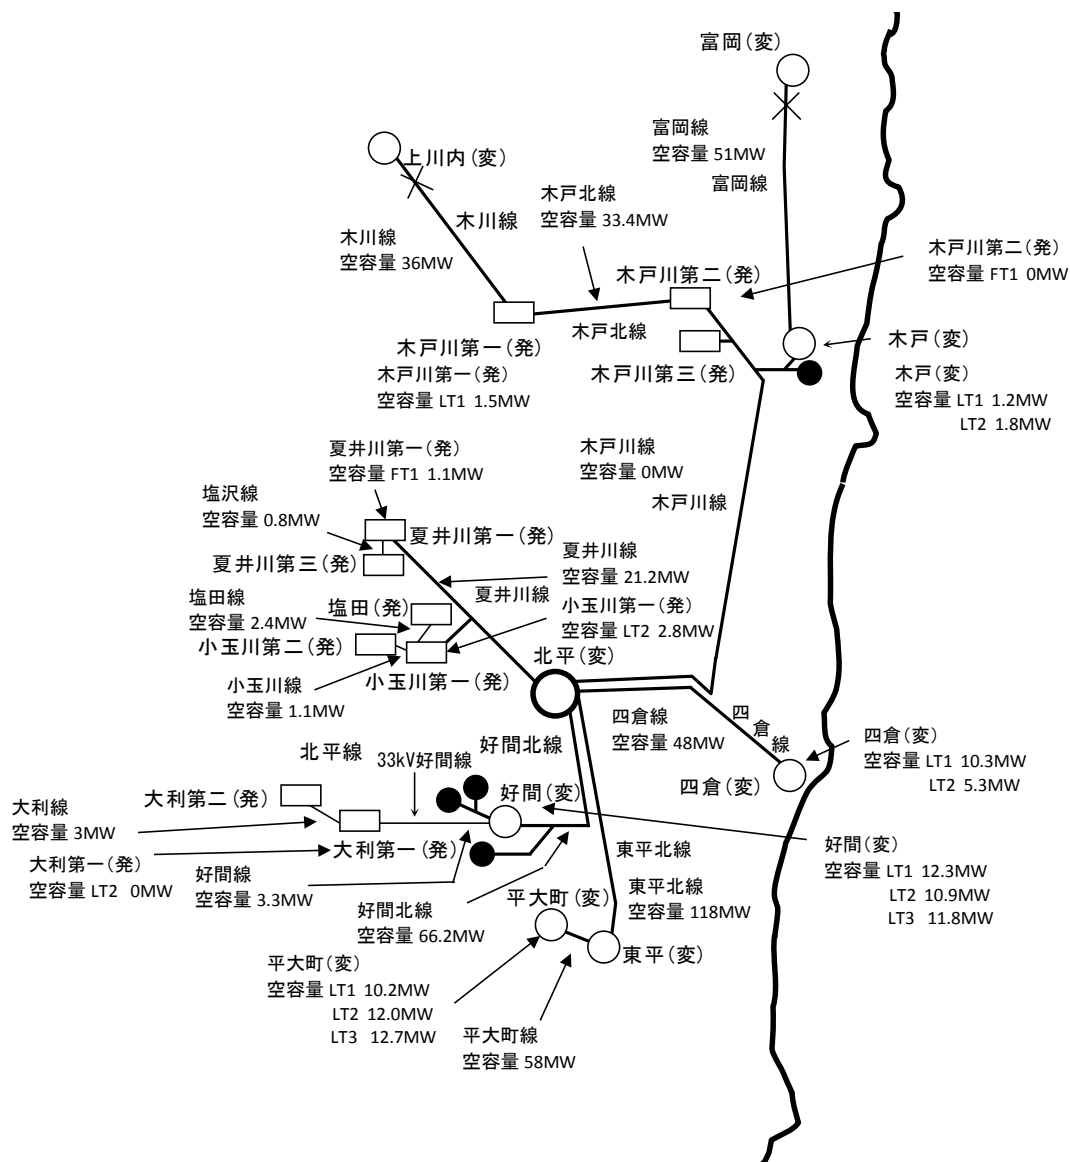 富岡(変)
富岡線
空容量 51MW
富岡線
上川内(変)
木戸北線
空容量 33.4MW
木川線
木川線
空容量 36MW
木戸川第二(発)
空容量 FT1 0MW
木戸川第二(発)
木戸北線
木戸川第一(発)
木戸川第一(発)
空容量 LT1 1.5MW
木戸川第三(発)
木戸(変)
木戸(変)
空容量 LT1 1.2MW
LT2 1.8MW
夏井川第一(発)
空容量 FT1 1.1MW
木戸川線
空容量 0MW
木戸川線
塩沢線
空容量 0.8MW
夏井川第一(発)
夏井川第三(発)
夏井川線
空容量 21.2MW
夏井川線
塩田線
空容量 2.4MW
塩田(発)
小玉川第一(発)
空容量 LT2 2.8MW
小玉川第二(発)
北平(変)
小玉川第一(発)
小玉川線
空容量 1.1MW
四倉線
空容量 48MW
四倉線
四倉(変)
空容量 LT1 10.3MW
LT2 5.3MW
四倉(変)
好間北線
北平線
33kV好間線
大利第二(発)
好間(変)
大利線
空容量 3MW
大利第一(発)
大利第一(発)
空容量 LT2 0MW
好間線
空容量 3.3MW
好間(変)
空容量 LT1 12.3MW
LT2 10.9MW
LT3 11.8MW
東平北線
東平北線
空容量 118MW
好間北線
空容量 66.2MW
平大町(変)
東平(変)
平大町(変)
空容量 LT1 10.2MW
LT2 12.0MW
LT3 12.7MW
平大町線
空容量 58MW